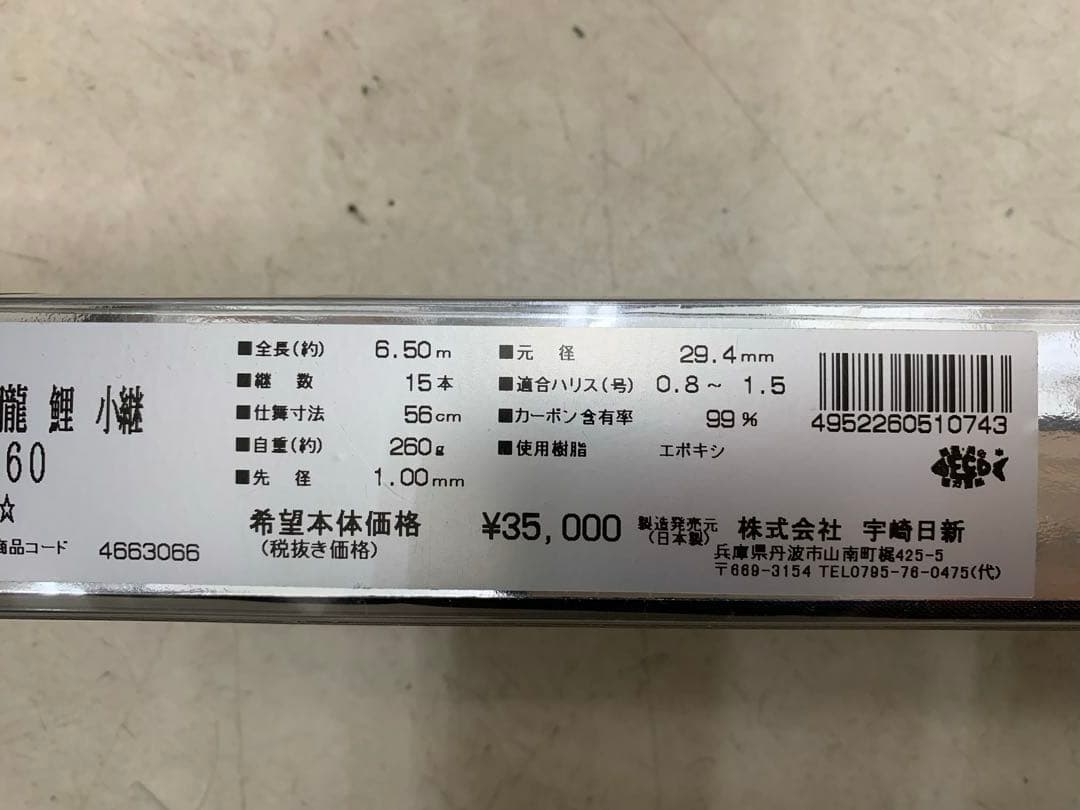 朧 鯉 小継
60
☆
商品コード 4663066
■全長(約) 6.50m
■継 数 15本
■仕舞寸法 56cm
■自重(約) 260g
■先 径 1.00mm
■元 径 29.4mm
■適合ハリス(号) 0.8~ 1.5
■カーボン含有率 99%
■使用樹脂 エポキシ
希望本体価格 ¥35,000
(税抜き価格)
製造発売元 株式会社 宇崎日新
(日本製)
兵庫県丹波市山南町梶425-5
〒669-3154 TEL0795-76-0475(代)
4952260510743